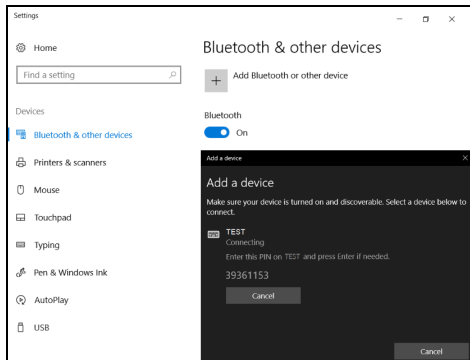 Settings
Home
Find a setting
Devices
Bluetooth & other devices
Printers & scanners
Mouse
Touchpad
Typing
Pen & Windows Ink
AutoPlay
USB
Bluetooth & other devices
Add Bluetooth or other device
Bluetooth
On
Add a device
Add a device
Make sure your device is turned on and discoverable. Select a device below to
connect.
TEST
Connecting
Enter this PIN on TEST and press Enter if needed.
39361153
Cancel
Cancel